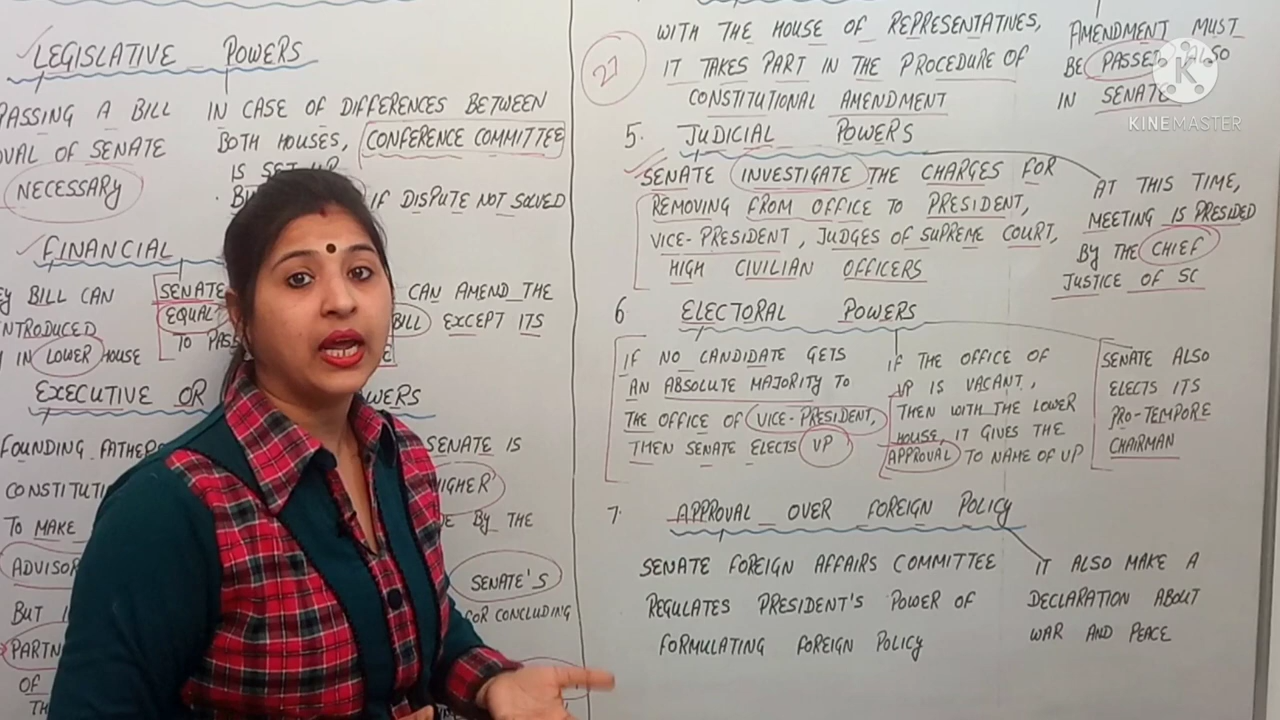 LEGISLATIVE POWERS
PASSING A BILL
OVAL OF SENATE
NECESSARY
IN CASE OF DIFFERENCES BETWEEN
BOTH HOUSES, CONFERENCE COMMITTEE
IS SET UP
IF DISPUTE NOT SOLVED
FINANCIAL
EY BILL CAN
NTRODUCED
IN LOWER HOUSE
SENATE
EQUAL
TO PASS
CAN AMEND THE
BILL EXCEPT ITS
EXECUTIVE OR WERS
FOUNDING FATHER
CONSTITUTI
TO MAKE
ADVISOR
BUT I
PARTN
OF
TH
SENATE IS
IGHER
BY THE
SENATE'S
FOR CONCLUDING
WITH THE HOUSE OF REPRESENTATIVES,
IT TAKES PART IN THE PROCEDURE OF
CONSTITUTIONAL AMENDMENT
27
AMENDMENT MUST
BE PASSED ALSO
IN SENATE
KINEMASTER
5. JUDICIAL POWERS
SENATE INVESTIGATE THE CHARGES FOR
REMOVING FROM OFFICE TO PRESIDENT,
VICE-PRESIDENT, JUDGES OF SUPREME COURT,
HIGH CIVILIAN OFFICERS
AT THIS TIME,
MEETING IS PRESIDED
BY THE CHIEF
JUSTICE OF SC
6 ELECTORAL POWERS
IF NO CANDIDATE GETS
AN ABSOLUTE MAJORITY TO
THE OFFICE OF VICE-PRESIDENT,
THEN SENATE ELECTS VP
IF THE OFFICE OF
VP IS VACANT,
THEN WITH THE LOWER
HOUSE, IT GIVES THE
APPROVAL TO NAME OF VP
SENATE ALSO
ELECTS ITS
PRO-TEMPORE
CHAIRMAN
7. APPROVAL OVER FOREIGN POLICY
SENATE FOREIGN AFFAIRS COMMITTEE
REGULATES PRESIDENT'S POWER OF
FORMULATING FOREIGN POLICY
IT ALSO MAKE A
DECLARATION ABOUT
WAR AND PEACE